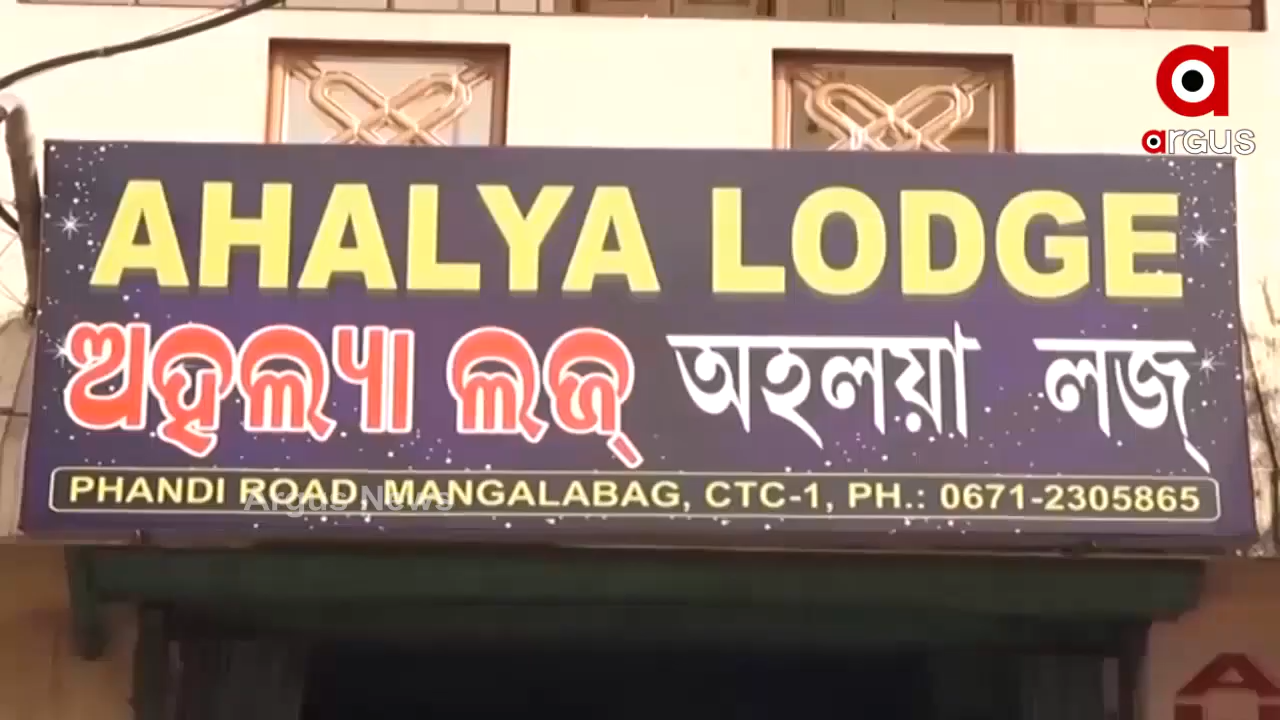 argus
AHALYA LODGE
ଅହଲ୍ୟା ଲଜ୍ অহলয়া লজ্
PHANDI ROAD, MANGALABAG, CTC-1, PH.: 0671-2305865
Argus News